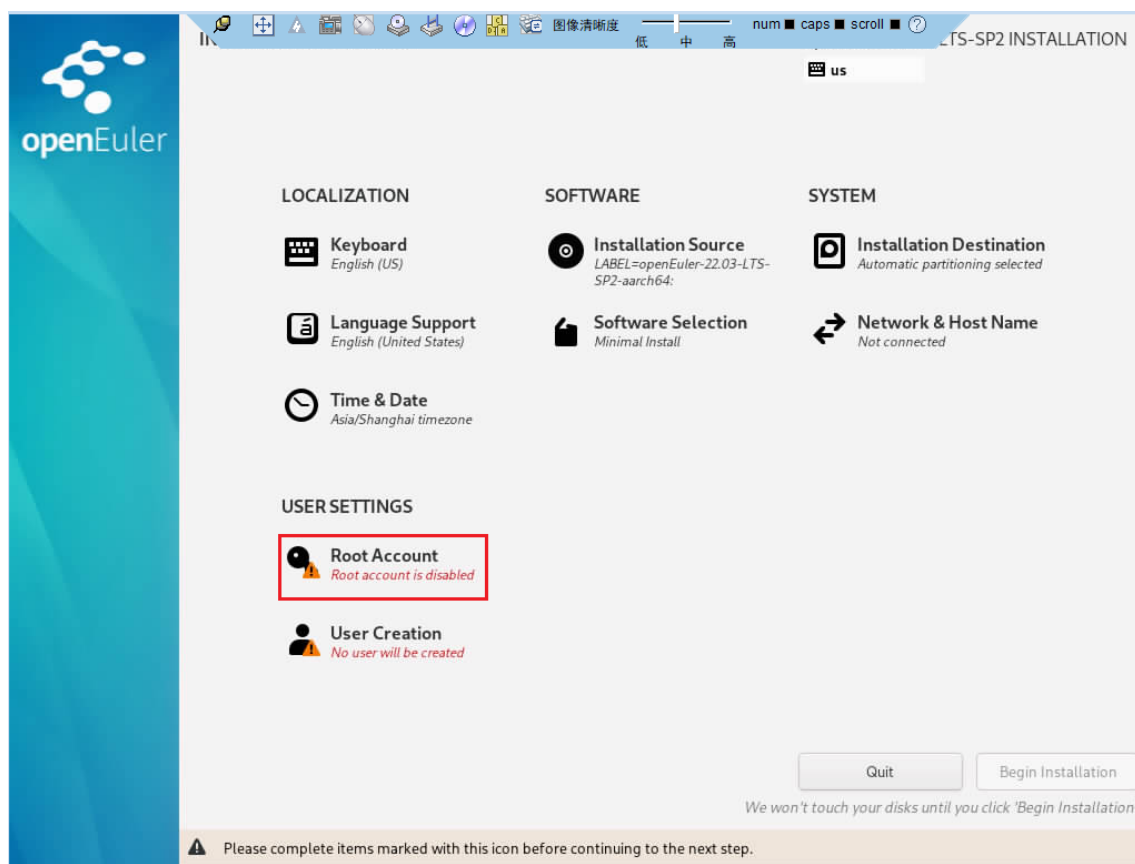 图像清晰度
低 中 高
num caps scroll ?
LTS-SP2 INSTALLATION
us
openEuler
LOCALIZATION
Keyboard
English (US)
Language Support
English (United States)
Time & Date
Asia/Shanghai timezone
SOFTWARE
Installation Source
LABEL=openEuler-22.03-LTS-
SP2-aarch64:
Software Selection
Minimal Install
SYSTEM
Installation Destination
Automatic partitioning selected
Network & Host Name
Not connected
USER SETTINGS
Root Account
Root account is disabled
User Creation
No user will be created
Quit
Begin Installation
We won't touch your disks until you click 'Begin Installation
Please complete items marked with this icon before continuing to the next step.